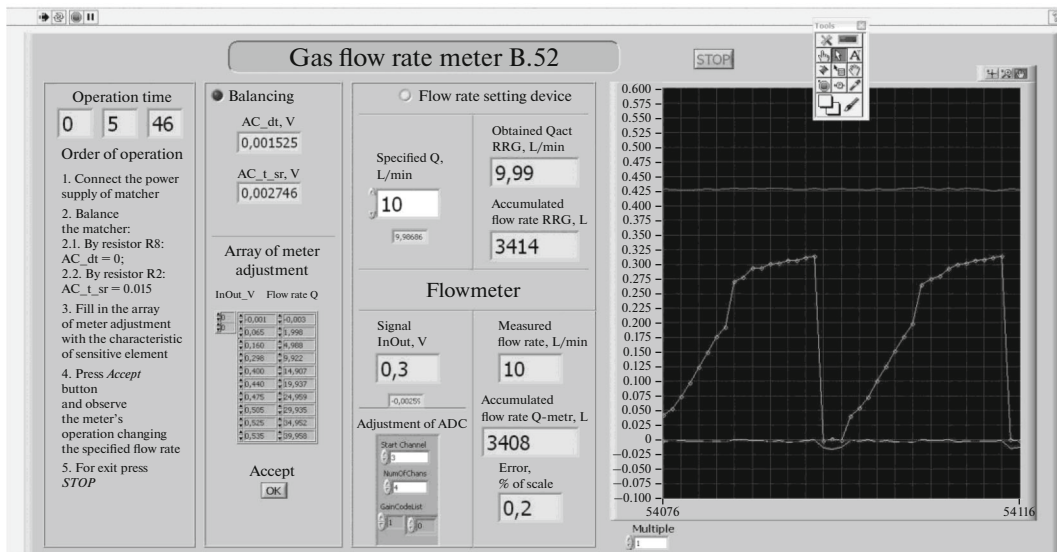 Tools
Gas flow rate meter B.52
STOP
Operation time
0 5 46
Order of operation
1. Connect the power
supply of matcher
2. Balance
the matcher:
2.1. By resistor R8:
AC_dt = 0;
2.2. By resistor R2:
AC_t_sr = 0.015
3. Fill in the array
of meter adjustment
with the characteristic
of sensitive element
4. Press Accept
button
and observe
the meter's
operation changing
the specified flow rate
5. For exit press
STOP
Balancing
AC_dt, V
0,001525
AC_t_sr, V
0,002746
Array of meter
adjustment
InOut_V Flow rate Q
0 -0,001 -0,003
0 0,065 1,998
0,160 4,988
0,298 9,922
0,400 14,907
0,440 19,937
0,475 24,959
0,505 29,935
0,525 34,952
0,535 39,958
Accept
OK
Flow rate setting device
Specified Q,
L/min
10
9,98686
Obtained Qact
RRG, L/min
9,99
Accumulated
flow rate RRG, L
3414
Flowmeter
Signal
InOut, V
0,3
-0,00259
Adjustment of ADC
Start Channel
3
NumOfChans
4
GainCodeList
1 0
Measured
flow rate, L/min
10
Accumulated
flow rate Q-metr, L
3408
Error,
% of scale
0,2
0.600
0.575
0.550
0.525
0.500
0.475
0.450
0.425
0.400
0.375
0.350
0.325
0.300
0.275
0.250
0.225
0.200
0.175
0.150
0.125
0.100
0.075
0.050
0.025
0
−0.025
−0.050
−0.075
−0.100
54076 54116
Multiple
1